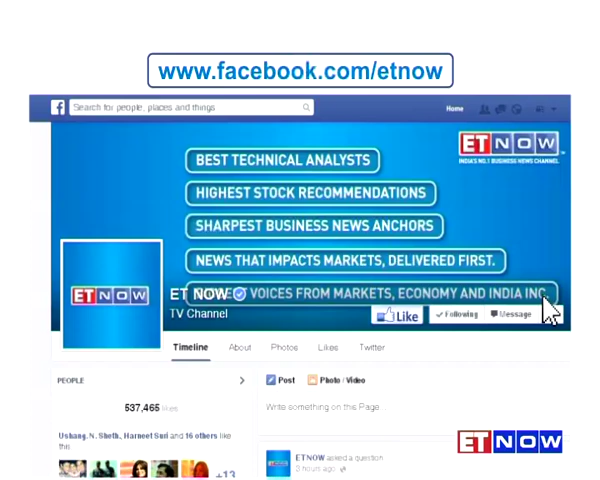 www.facebook.com/etnow
Search for people, places and things
Home
ET NOW
INDIA'S NO.1 BUSINESS NEWS CHANNEL
BEST TECHNICAL ANALYSTS
HIGHEST STOCK RECOMMENDATIONS
SHARPEST BUSINESS NEWS ANCHORS
NEWS THAT IMPACTS MARKETS, DELIVERED FIRST.
VOICES FROM MARKETS, ECONOMY AND INDIA INC.
ET NOW
ET NOW
TV Channel
Like
Following
Message
Timeline About Photos Likes Twitter
PEOPLE
537,465 likes
Ushang. N. Sheth, Harneet Suri and 16 others like
this
+13
Post Photo / Video
Write something on this Page
ETNOW asked a question
2 hours ago
ETNOW
ET NOW